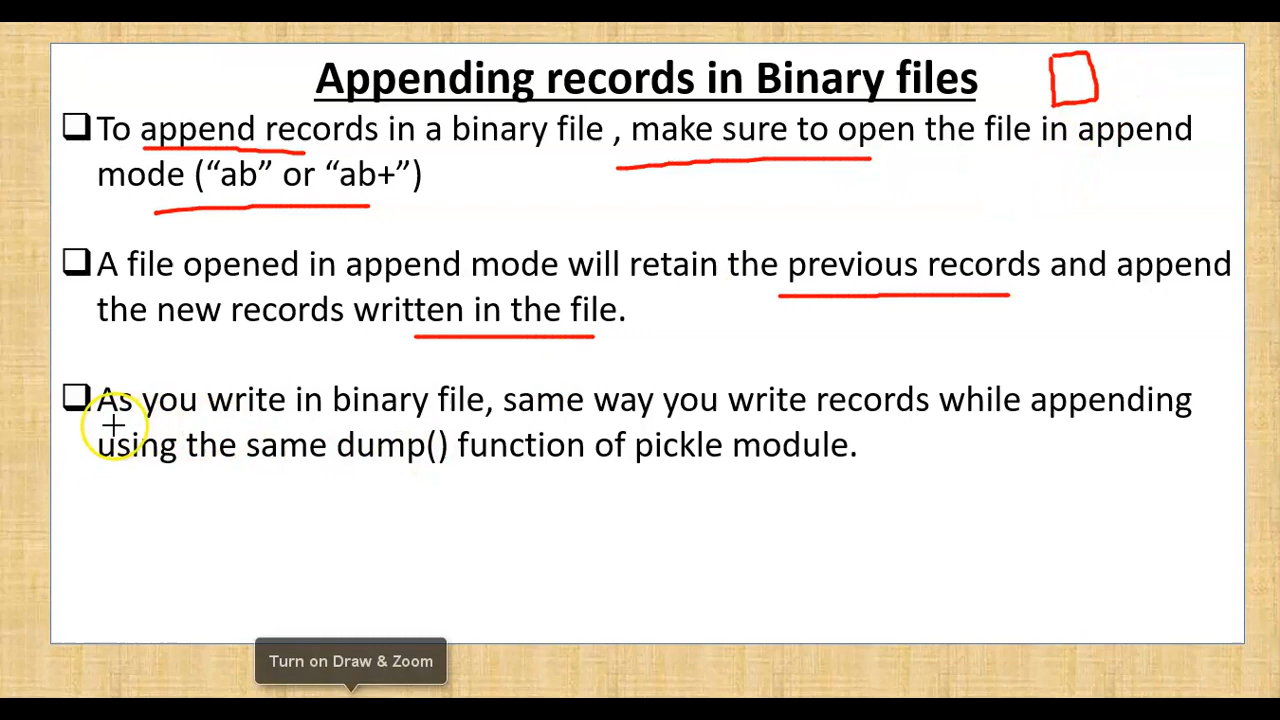 Appending records in Binary files
❑ To append records in a binary file , make sure to open the file in append
mode (“ab” or “ab+”)
❑ A file opened in append mode will retain the previous records and append
the new records written in the file.
❑ As you write in binary file, same way you write records while appending
using the same dump() function of pickle module.
Turn on Draw & Zoom